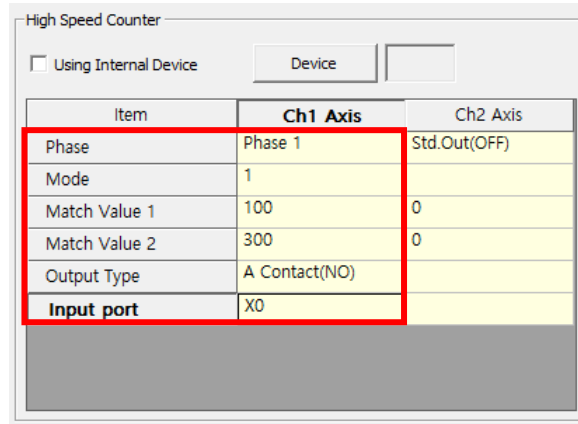 High Speed Counter
Using Internal Device Device
Item Ch1 Axis Ch2 Axis
Phase Phase 1 Std.Out(OFF)
Mode 1
Match Value 1 100 0
Match Value 2 300 0
Output Type A Contact(NO)
Input port X0